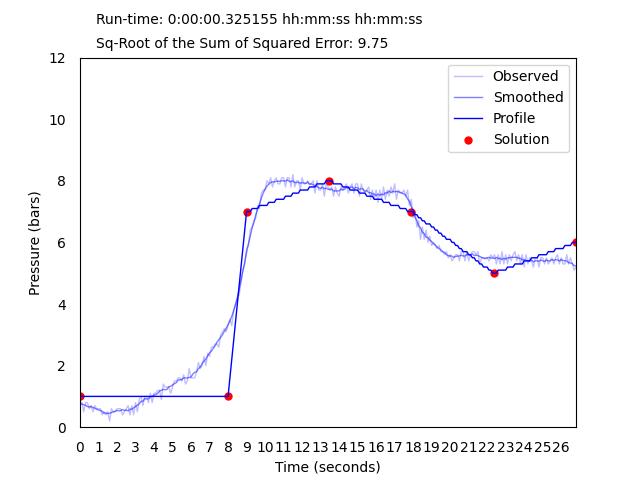 Run-time: 0:00:00.325155 hh:mm:ss hh:mm:ss
Sq-Root of the Sum of Squared Error: 9.75
12
10
8
6
4
2
0
Pressure (bars)
Observed
Smoothed
Profile
Solution
0 1 2 3 4 5 6 7 8 9 10 11 12 13 14 15 16 17 18 19 20 21 22 23 24 25 26
Time (seconds)